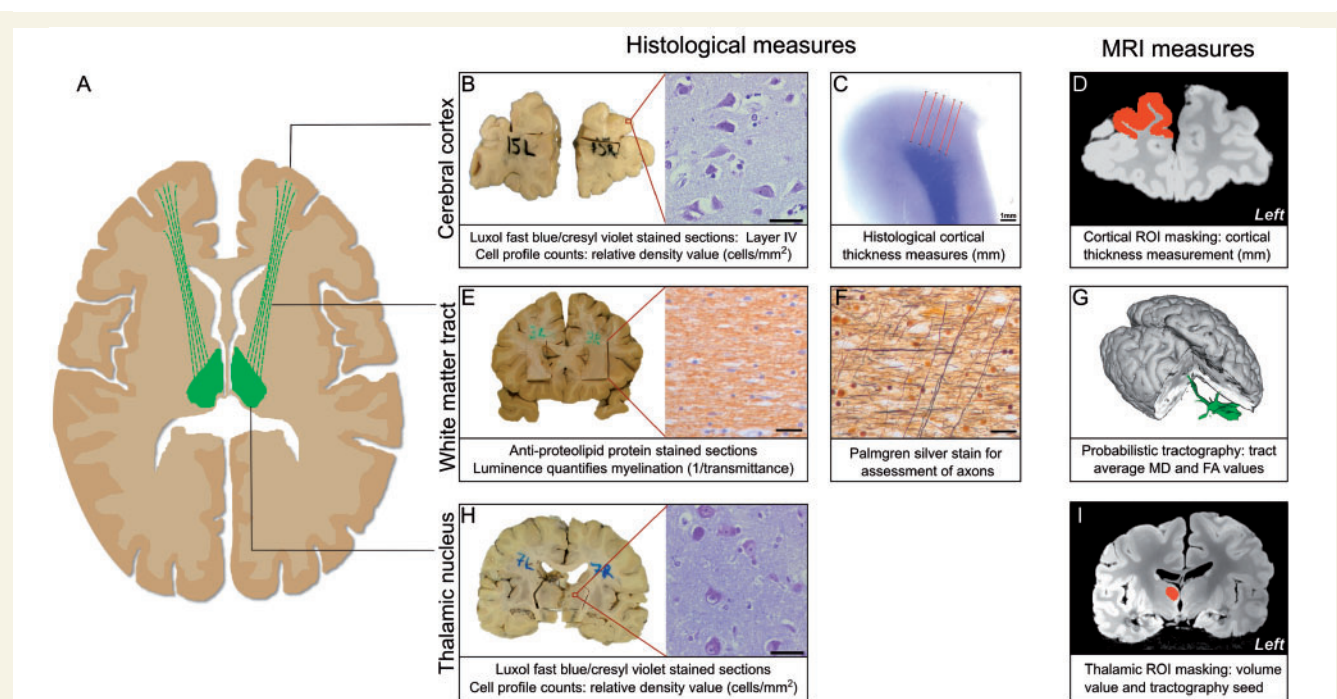 Histological measures
MRI measures
A
Cerebral cortex
B
15L
15R
Luxol fast blue/cresyl violet stained sections: Layer IV
Cell profile counts: relative density value (cells/mm²)
C
1mm
Histological cortical
thickness measures (mm)
D
Left
Cortical ROI masking: cortical
thickness measurement (mm)
White matter tract
E
Anti-proteolipid protein stained sections
Luminence quantifies myelination (1/transmittance)
F
Palmgren silver stain for
assessment of axons
G
Probabilistic tractography: tract
average MD and FA values
Thalamic nucleus
H
7L
7R
Luxol fast blue/cresyl violet stained sections
Cell profile counts: relative density value (cells/mm²)
I
Left
Thalamic ROI masking: volume
value and tractography seed